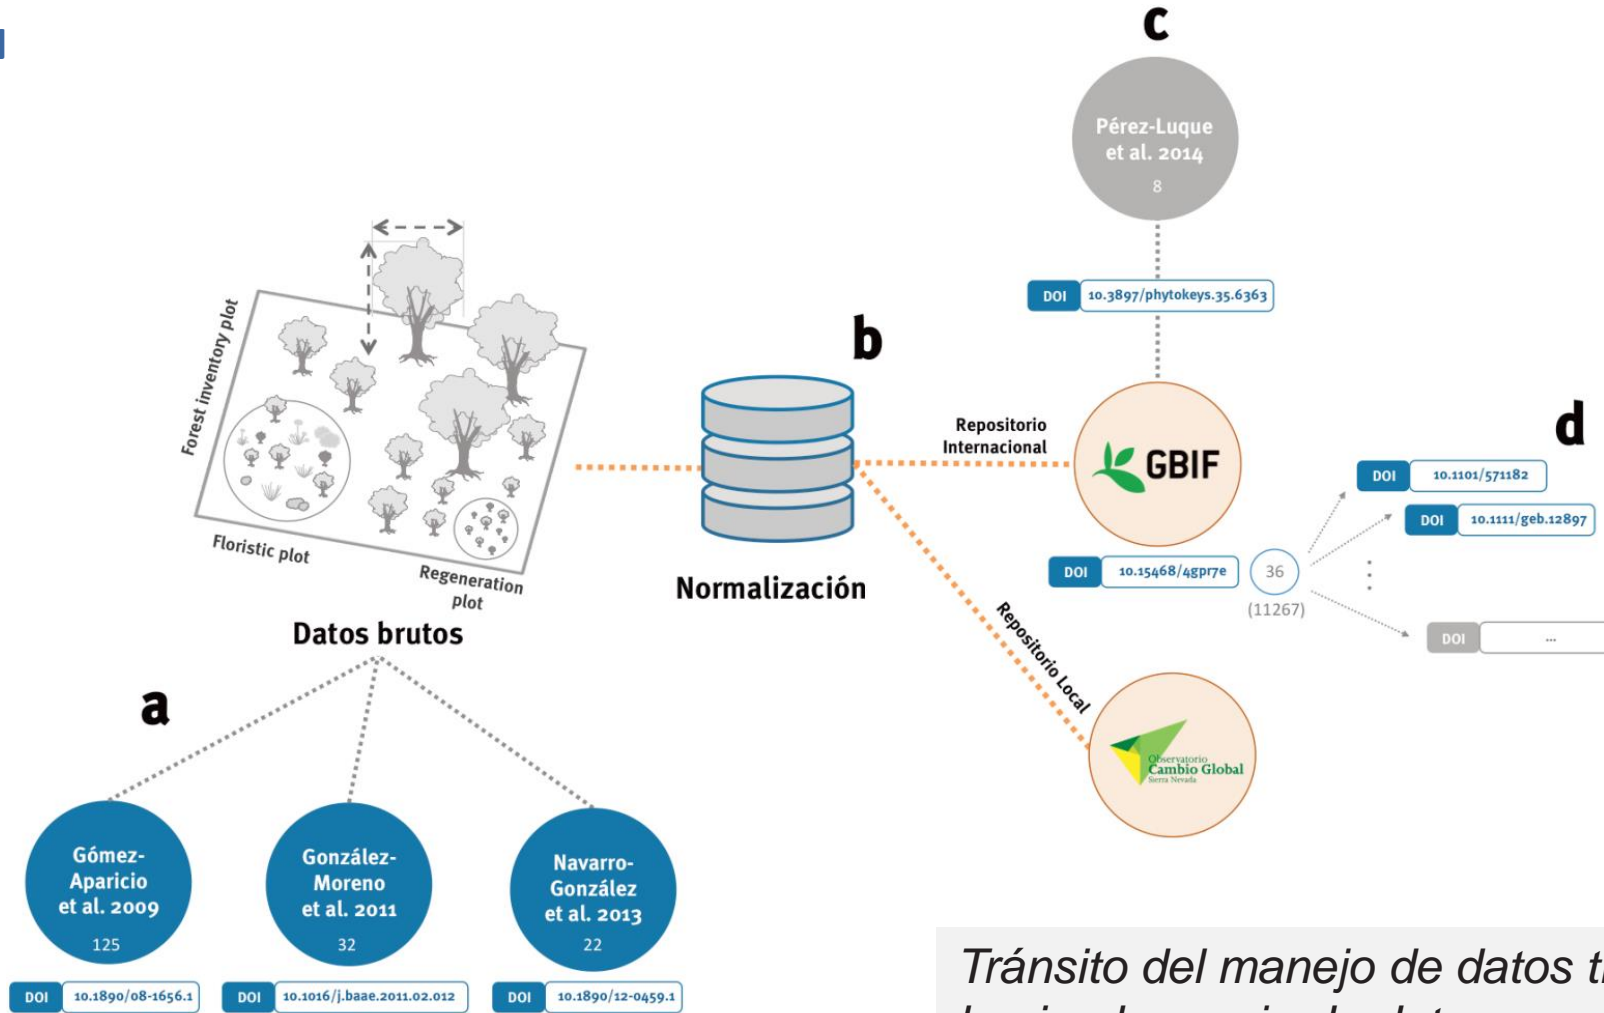 c
Pérez-Luque
et al. 2014
8
DOI 10.3897/phytokeys.35.6363
b
Forest inventory plot
Floristic plot
Regeneration
plot
Datos brutos
Normalización
Repositorio
Internacional
GBIF
DOI 10.15468/4gpr7e
36
(11267)
d
DOI 10.1101/571182
DOI 10.1111/geb.12897
DOI ...
Repositorio Local
Observatorio
Cambio Global
Sierra Nevada
a
Gómez-
Aparicio
et al. 2009
125
DOI 10.1890/08-1656.1
González-
Moreno
et al. 2011
32
DOI 10.1016/j.baae.2011.02.012
Navarro-
González
et al. 2013
22
DOI 10.1890/12-0459.1
Tránsito del manejo de datos